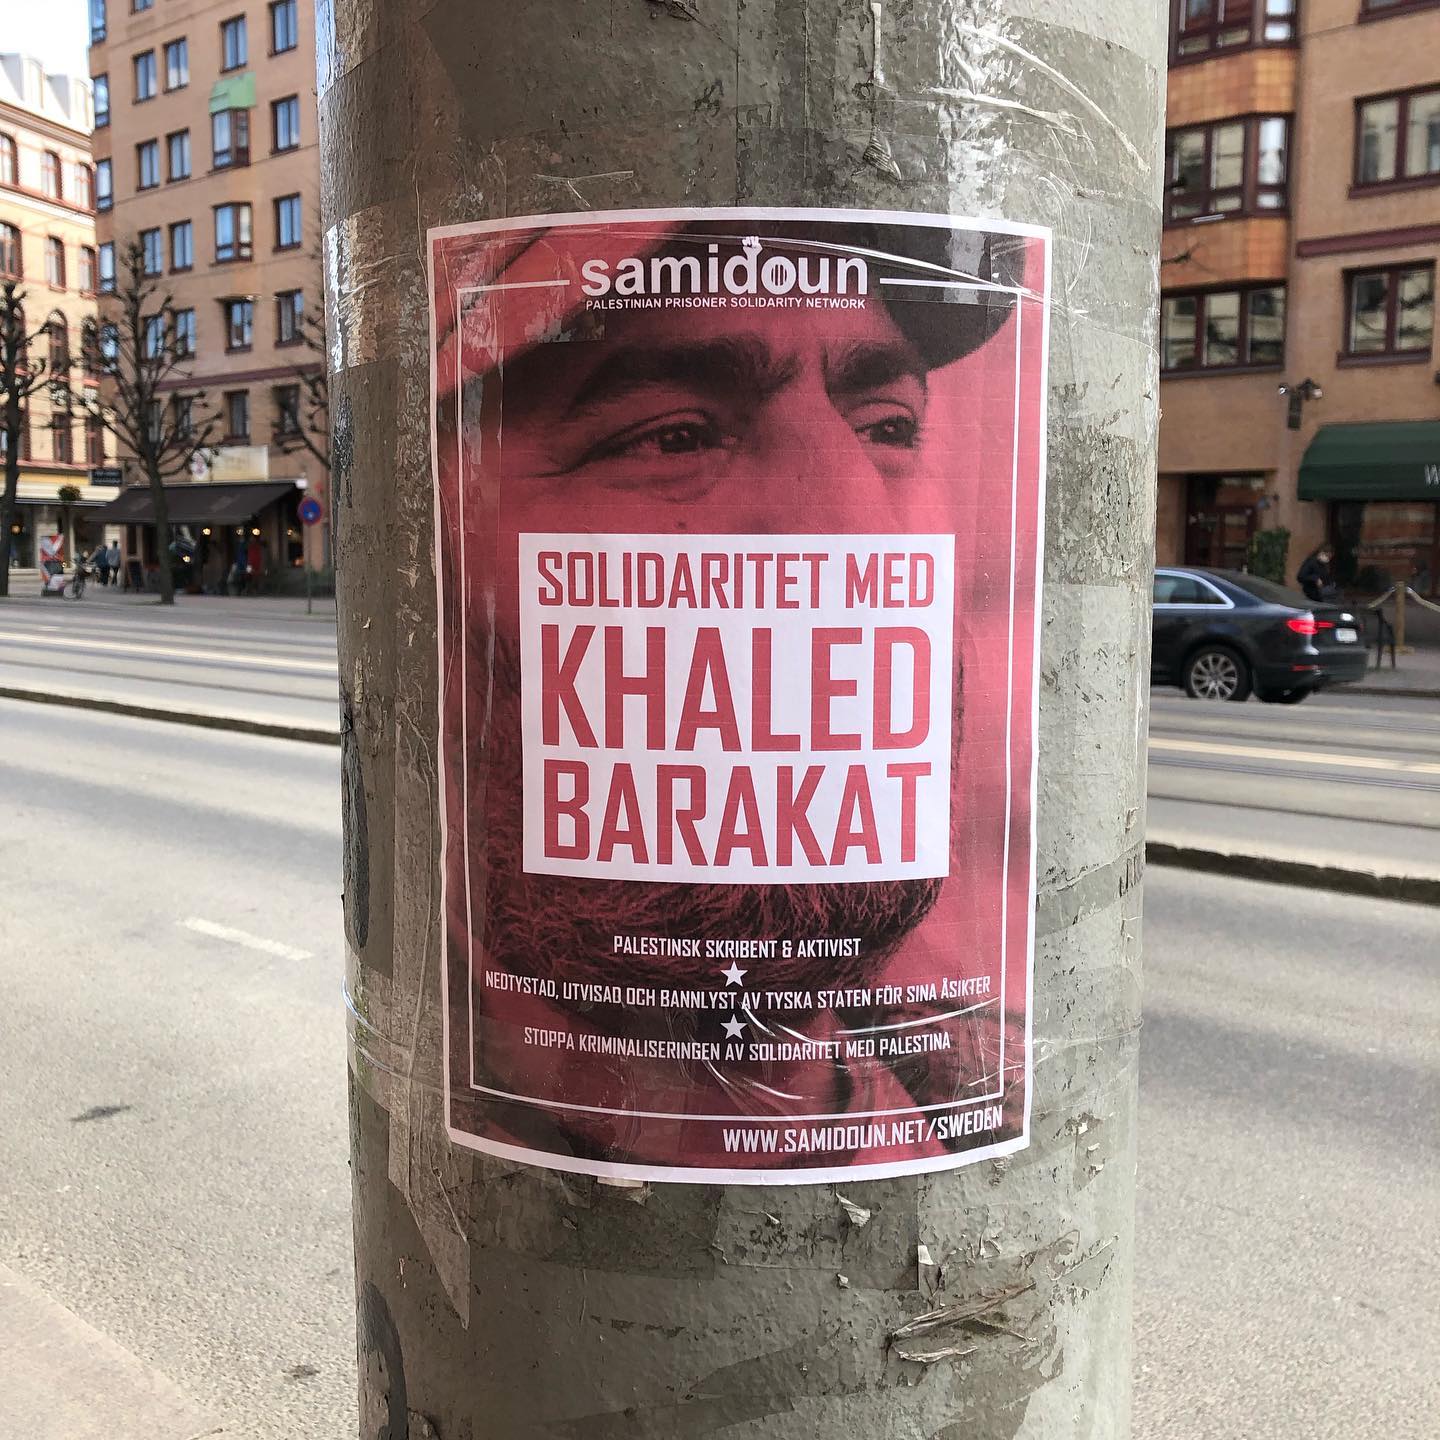 samidoun
PALESTINIAN PRISONER SOLIDARITY NETWORK
SOLIDARITET MED
KHALED
BARAKAT
PALESTINSK SKRIBENT & AKTIVIST
NEDTYSTAD, UTVISAD OCH BANNLYST AV TYSKA STATEN FÖR SINA ÅSIKTER
STOPPA KRIMINALISERINGEN AV SOLIDARITET MED PALESTINA
WWW.SAMIDOUN.NET/SWEDEN